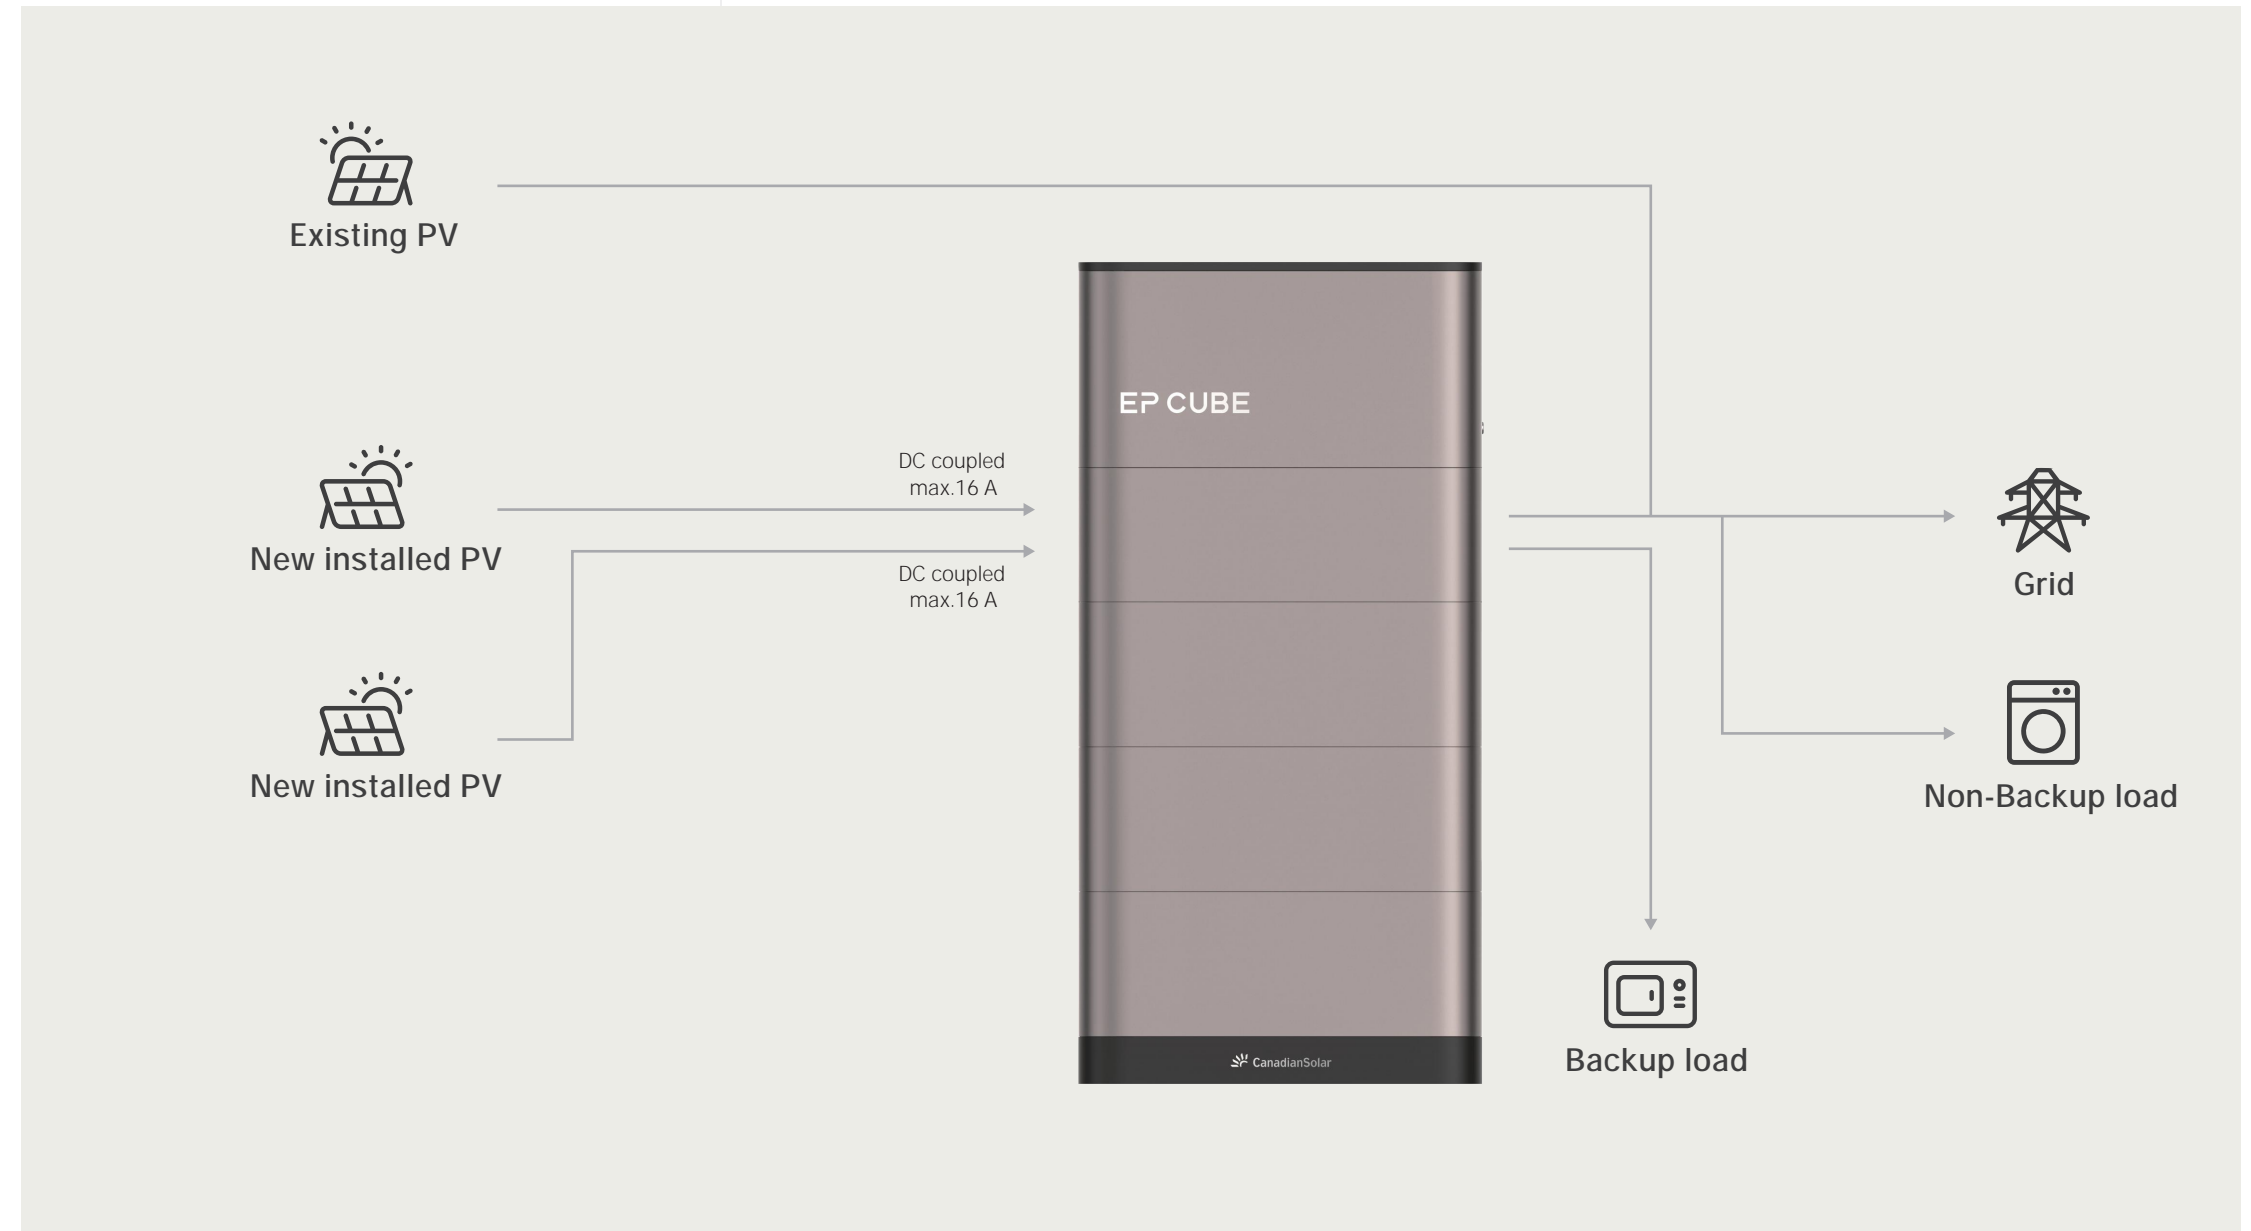 Existing PV
EP CUBE
DC coupled
max.16 A
New installed PV
DC coupled
max.16 A
Grid
New installed PV
Non-Backup load
Backup load
CanadianSolar